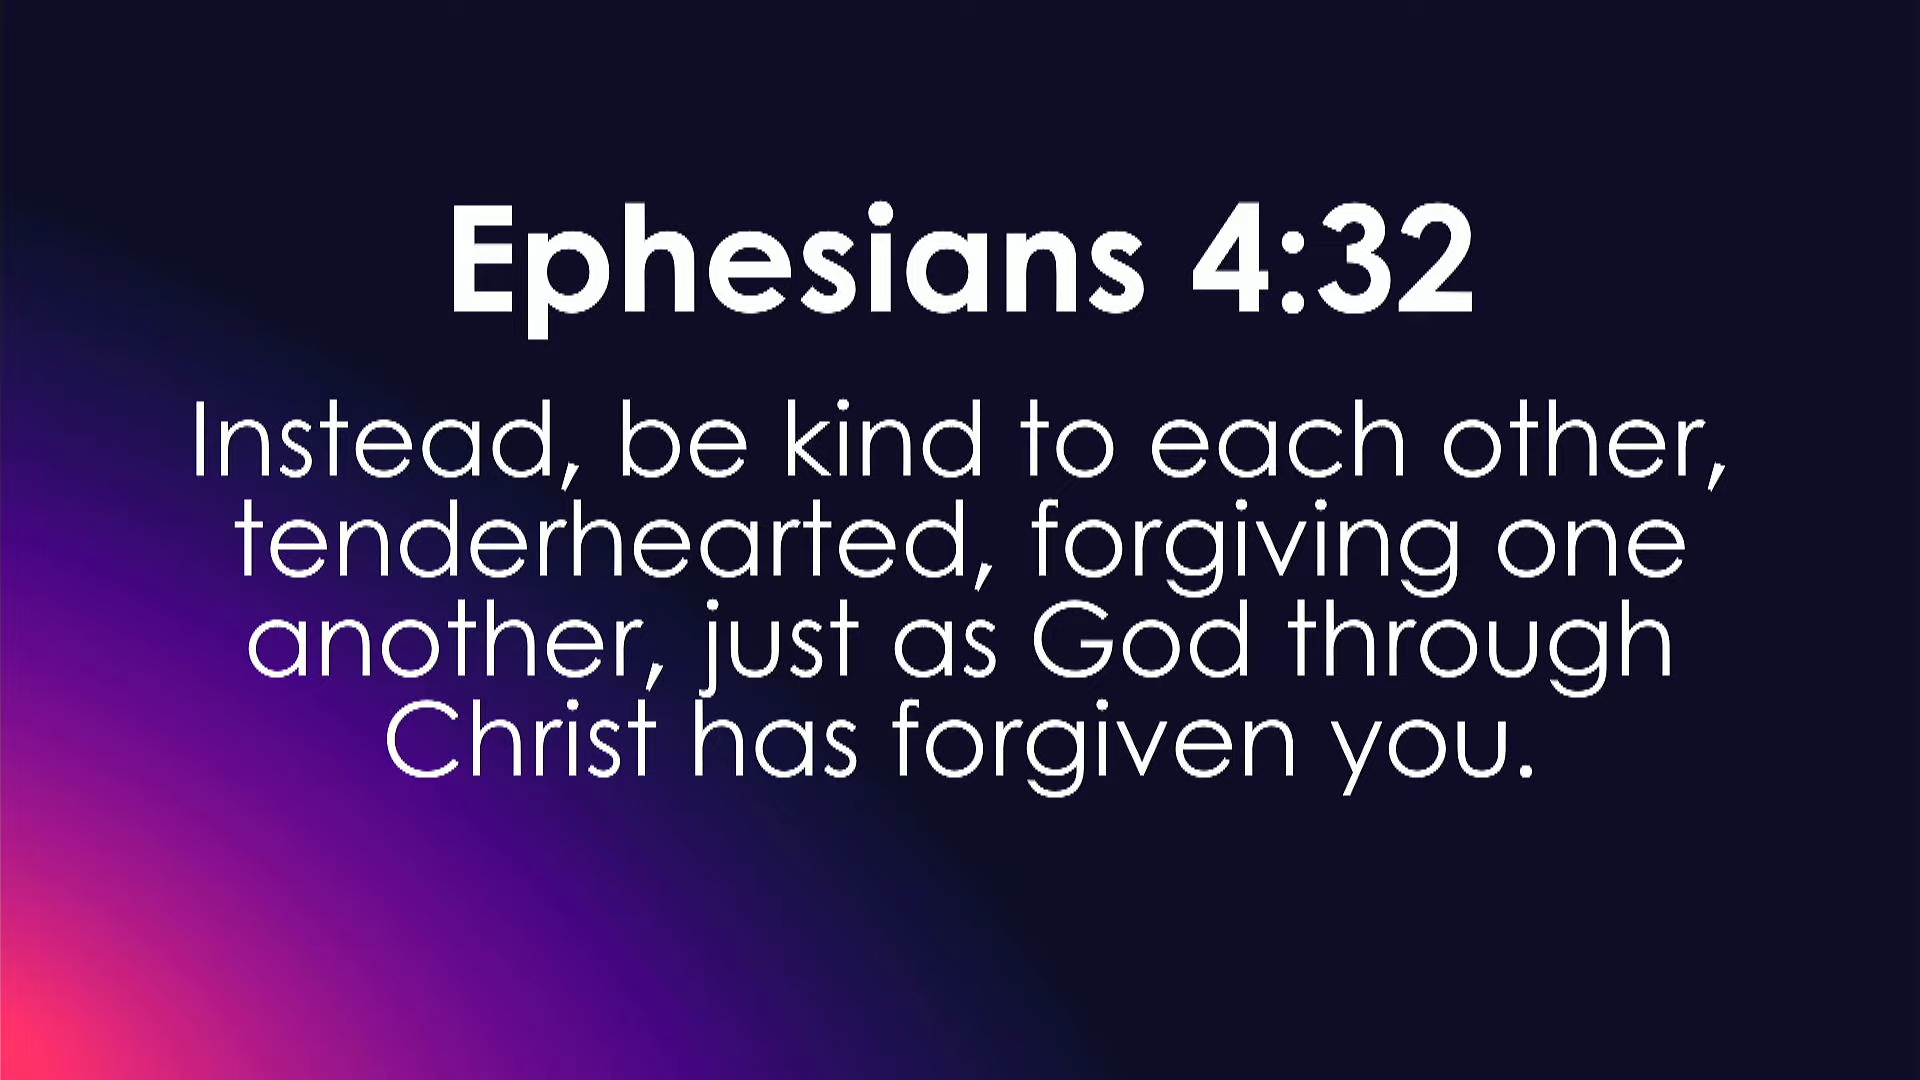 Ephesians 4:32
Instead, be kind to each other,
tenderhearted, forgiving one
another, just as God through
Christ has forgiven you.